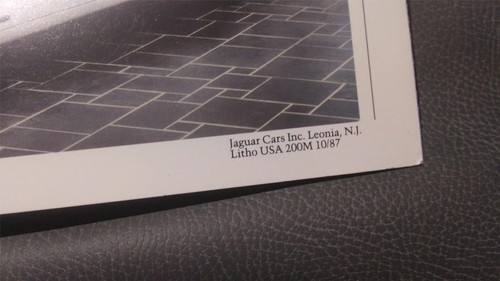 Jaguar Cars Inc. Leonia, N.J.
Litho USA 200M 10/87